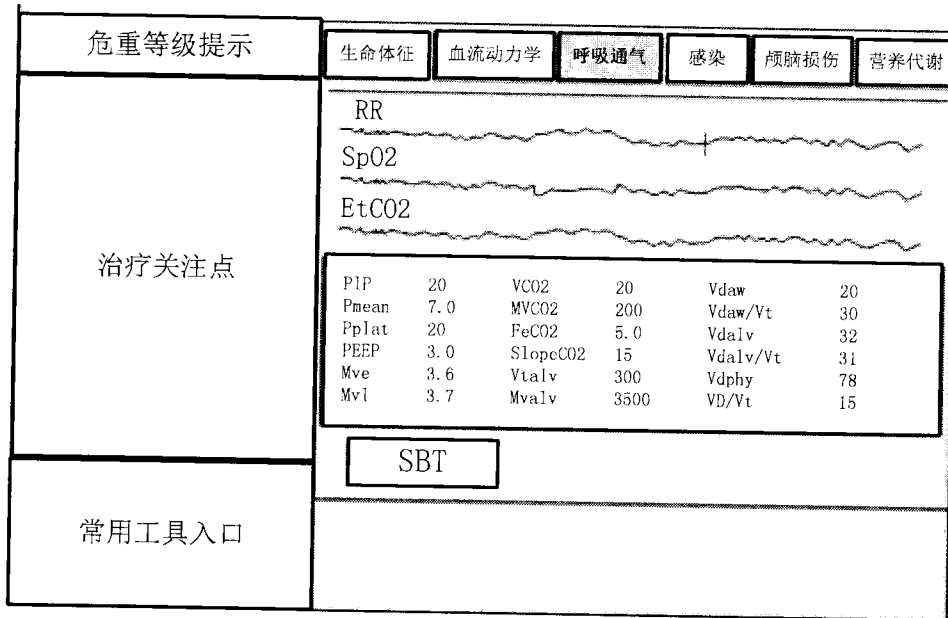 危重等级提示
治疗关注点
常用工具入口
生命体征 血流动力学 呼吸通气 感染 颅脑损伤 营养代谢
RR
SpO2
EtCO2
PIP 20 VCO2 20 Vdaw 20
Pmean 7.0 MVCO2 200 Vdaw/Vt 30
Pplat 20 FeCO2 5.0 Vdalv 32
PEEP 3.0 SlopeCO2 15 Vdalv/Vt 31
Mve 3.6 Vtalv 300 Vdphy 78
Mvl 3.7 Mvalv 3500 VD/Vt 15
SBT